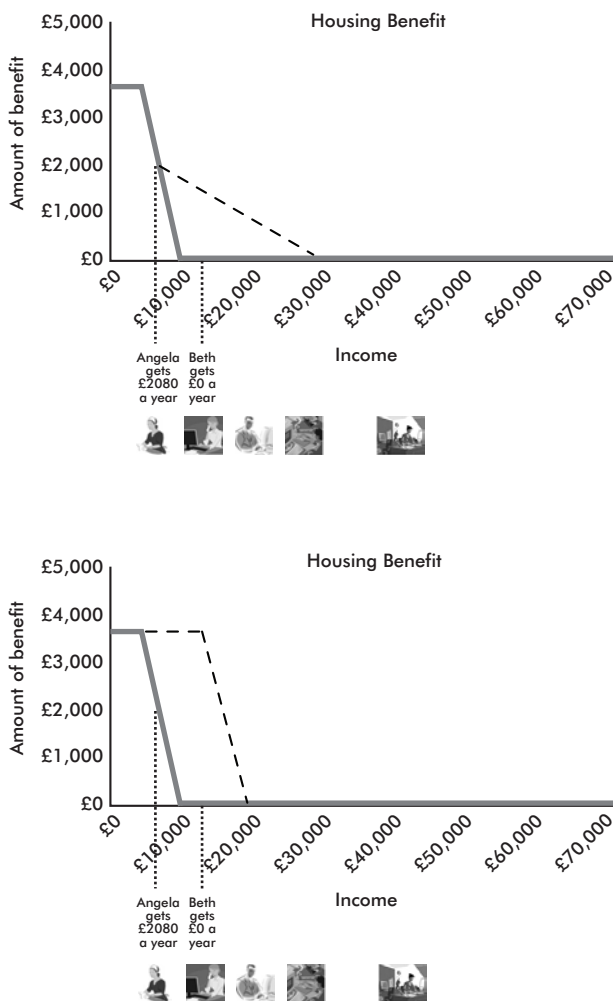 Housing Benefit
Amount of benefit
£5,000
£4,000
£3,000
£2,000
£1,000
£0
£0
£10,000
£20,000
£30,000
£40,000
£50,000
£60,000
£70,000
Income
Angela
gets
£2080
a year
Beth
gets
£0 a
year
Housing Benefit
Amount of benefit
£5,000
£4,000
£3,000
£2,000
£1,000
£0
£0
£10,000
£20,000
£30,000
£40,000
£50,000
£60,000
£70,000
Income
Angela
gets
£2080
a year
Beth
gets
£0 a
year